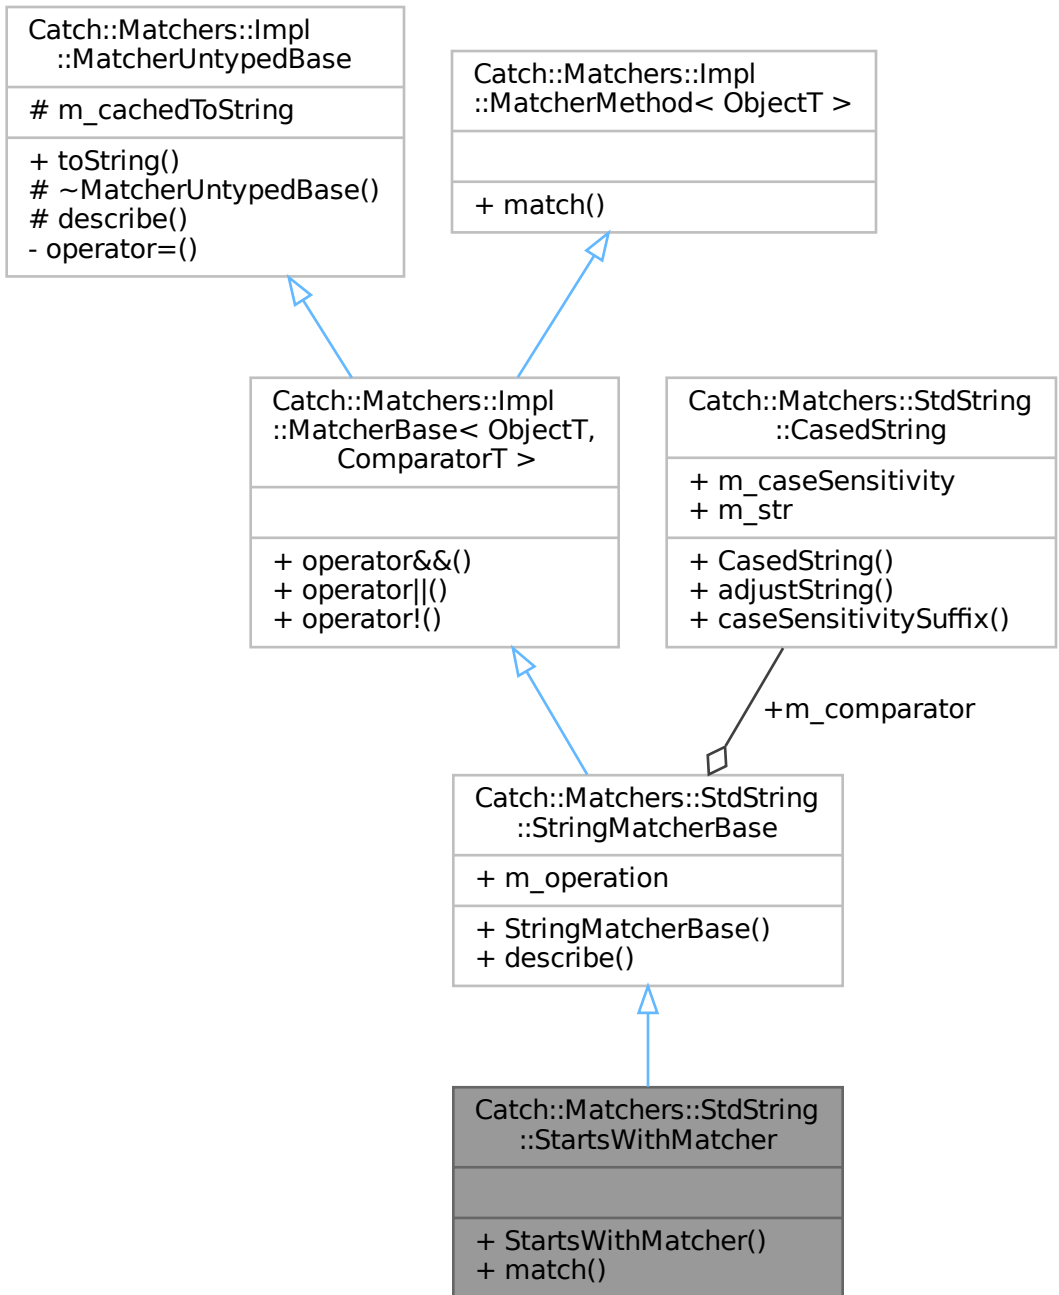 Catch::Matchers::Impl
::MatcherUntypedBase
# m_cachedToString
+ toString()
# ~MatcherUntypedBase()
# describe()
- operator=()
Catch::Matchers::Impl
::MatcherMethod< ObjectT >
+ match()
Catch::Matchers::Impl
::MatcherBase< ObjectT,
ComparatorT >
+ operator&&()
+ operator||()
+ operator!()
Catch::Matchers::StdString
::CasedString
+ m_caseSensitivity
+ m_str
+ CasedString()
+ adjustString()
+ caseSensitivitySuffix()
+m_comparator
Catch::Matchers::StdString
::StringMatcherBase
+ m_operation
+ StringMatcherBase()
+ describe()
Catch::Matchers::StdString
::StartsWithMatcher
+ StartsWithMatcher()
+ match()